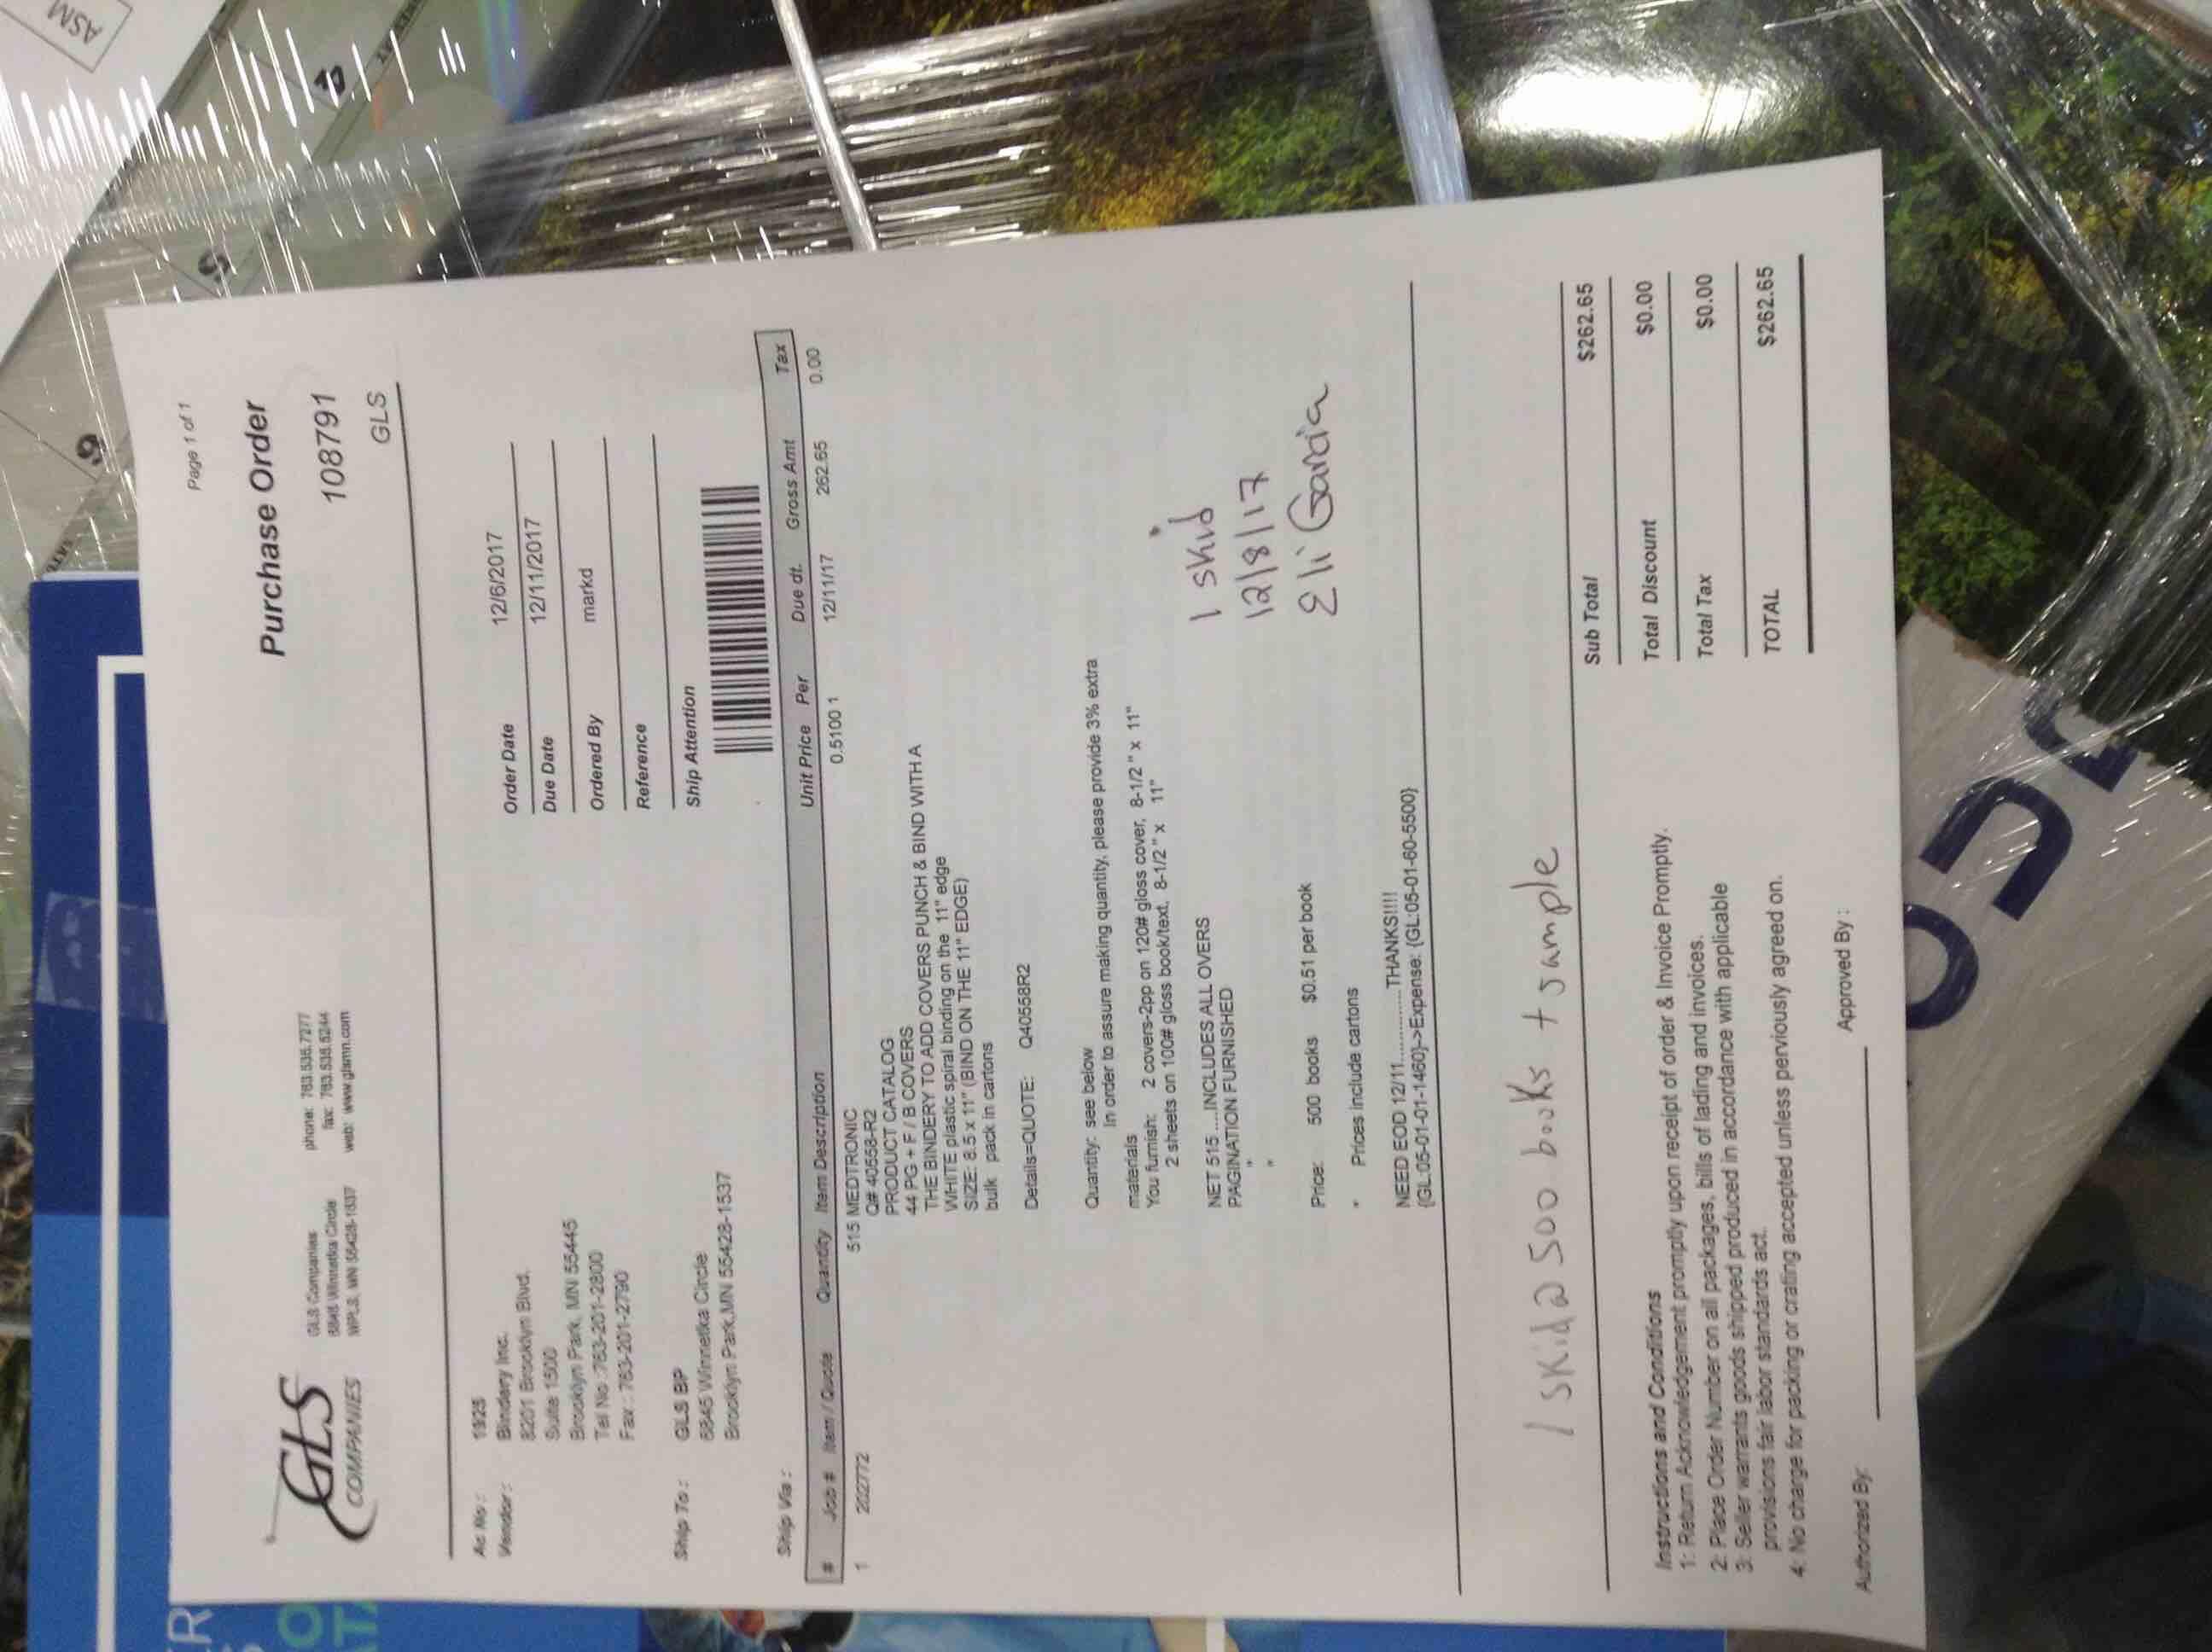 Page 1 of 1
GLS
COMPANIES
GLS Companies
6845 Winnetka Circle
MPLS, MN 55428-1537
phone: 763.535.7277
fax: 763.535.5244
web: www.glsmn.com
Purchase Order
108791
GLS
Ac No : 1925
Vendor : Bindery Inc.
8201 Brooklyn Blvd.
Suite 1500
Brooklyn Park, MN 55445
Tel No :763-201-2800
Fax : 763-201-2790
Order Date 12/6/2017
Due Date 12/11/2017
Ordered By markd
Reference
Ship To : GLS BP
6845 Winnetka Circle
Brooklyn Park,MN 55428-1537
Ship Attention
Ship Via :
# Job # Item / Quote Quantity Item Description Unit Price Per Due dt. Gross Amt Tax
1 202772 515 MEDTRONIC 0.5100 1 12/11/17 262.65 0.00
Q# 40558-R2
PRODUCT CATALOG
44 PG + F / B COVERS
THE BINDERY TO ADD COVERS PUNCH & BIND WITH A
WHITE plastic spiral binding on the 11" edge
SIZE: 8.5 x 11" (BIND ON THE 11" EDGE)
bulk pack in cartons
Details=QUOTE: Q40558R2
Quantity: see below
In order to assure making quantity, please provide 3% extra
materials
You furnish: 2 covers-2pp on 120# gloss cover, 8-1/2 " x 11"
2 sheets on 100# gloss book/text, 8-1/2 " x 11"
NET 515 .....INCLUDES ALL OVERS
PAGINATION FURNISHED
"
"
1 skid
12/8/17
Eli Garcia
Price: 500 books $0.51 per book
• Prices include cartons
NEED EOD 12/11...............THANKS!!!!
{GL:05-01-01-1460}->Expense: {GL:05-01-60-5500}
1 skid a 500 books + sample
Sub Total $262.65
Total Discount $0.00
Total Tax $0.00
TOTAL $262.65
Instructions and Conditions
1: Return Acknowledgement promptly upon receipt of order & Invoice Promptly.
2: Place Order Number on all packages, bills of lading and invoices.
3: Seller warrants goods shipped produced in accordance with applicable
provisions fair labor standards act.
4: No charge for packing or crating accepted unless perviously agreed on.
Authorized By:
Approved By :
ASM
6
5